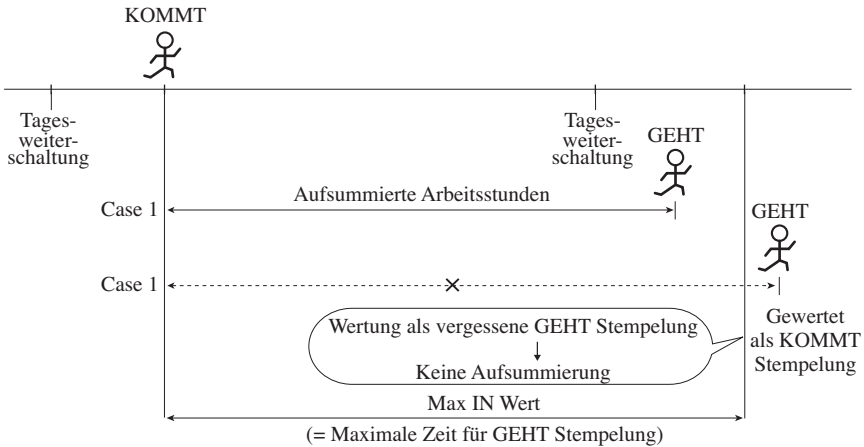 KOMMT
Tages-
weiter-
schaltung
Tages-
weiter-
schaltung
GEHT
Case 1
Aufsummierte Arbeitsstunden
GEHT
Case 1
Wertung als vergessene GEHT Stempelung
Keine Aufsummierung
Gewertet
als KOMMT
Stempelung
Max IN Wert
(= Maximale Zeit für GEHT Stempelung)